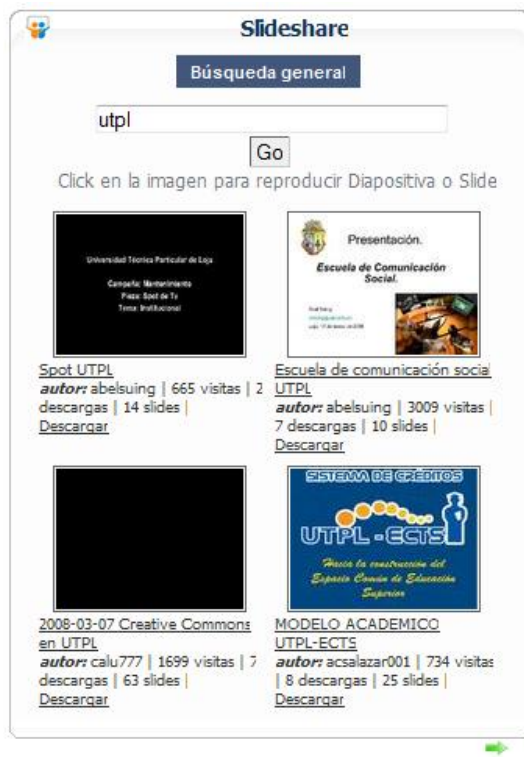 Slideshare
Búsqueda general
utpl
Go
Click en la imagen para reproducir Diapositiva o Slide
Universidad Técnica Particular de Loja
Campaña: Mantenimiento
Pieza: Spot de Tv
Tema: Institucional
Spot UTPL
autor: abelsuing | 665 visitas | 2
descargas | 14 slides |
Descargar
Presentación.
Escuela de Comunicación
Social.
Escuela de comunicación social
UTPL
autor: abelsuing | 3009 visitas |
7 descargas | 10 slides |
Descargar
2008-03-07 Creative Commons
en UTPL
autor: calu777 | 1699 visitas | 7
descargas | 63 slides |
Descargar
SISTEMA DE CRÉDITOS
UTPL-ECTS
Hacia la construcción del
Espacio Común de Educación
Superior
MODELO ACADEMICO
UTPL-ECTS
autor: acsalazar001 | 734 visitas
| 8 descargas | 25 slides |
Descargar